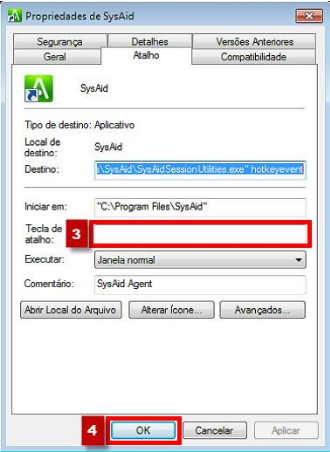 Propriedades de SysAid
Segurança Detalhes Versões Anteriores
Geral Atalho Compatibilidade
SysAid
Tipo de destino: Aplicativo
Local de destino: SysAid
Destino: s\SysAid\SysAidSessionUtilities.exe" hotkeyevent
Iniciar em: "C:\Program Files\SysAid"
Tecla de atalho: 3
Executar: Janela normal
Comentário: SysAid Agent
Abrir Local do Arquivo Alterar Ícone... Avançados...
4 OK Cancelar Aplicar